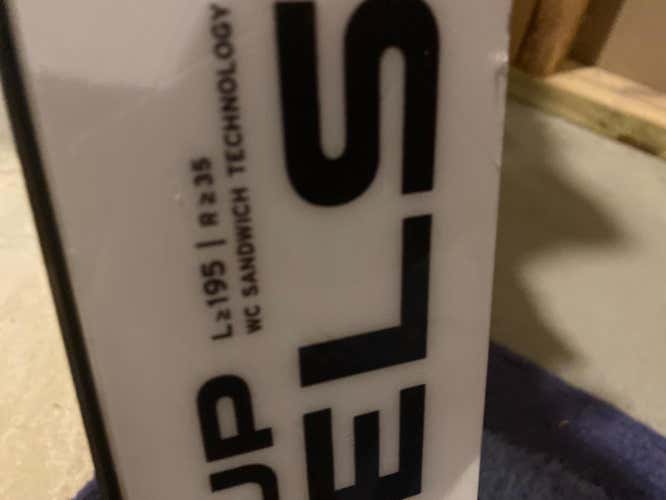 UP
L≥195 | R≥35
WC SANDWICH TECHNOLOGY
ELS